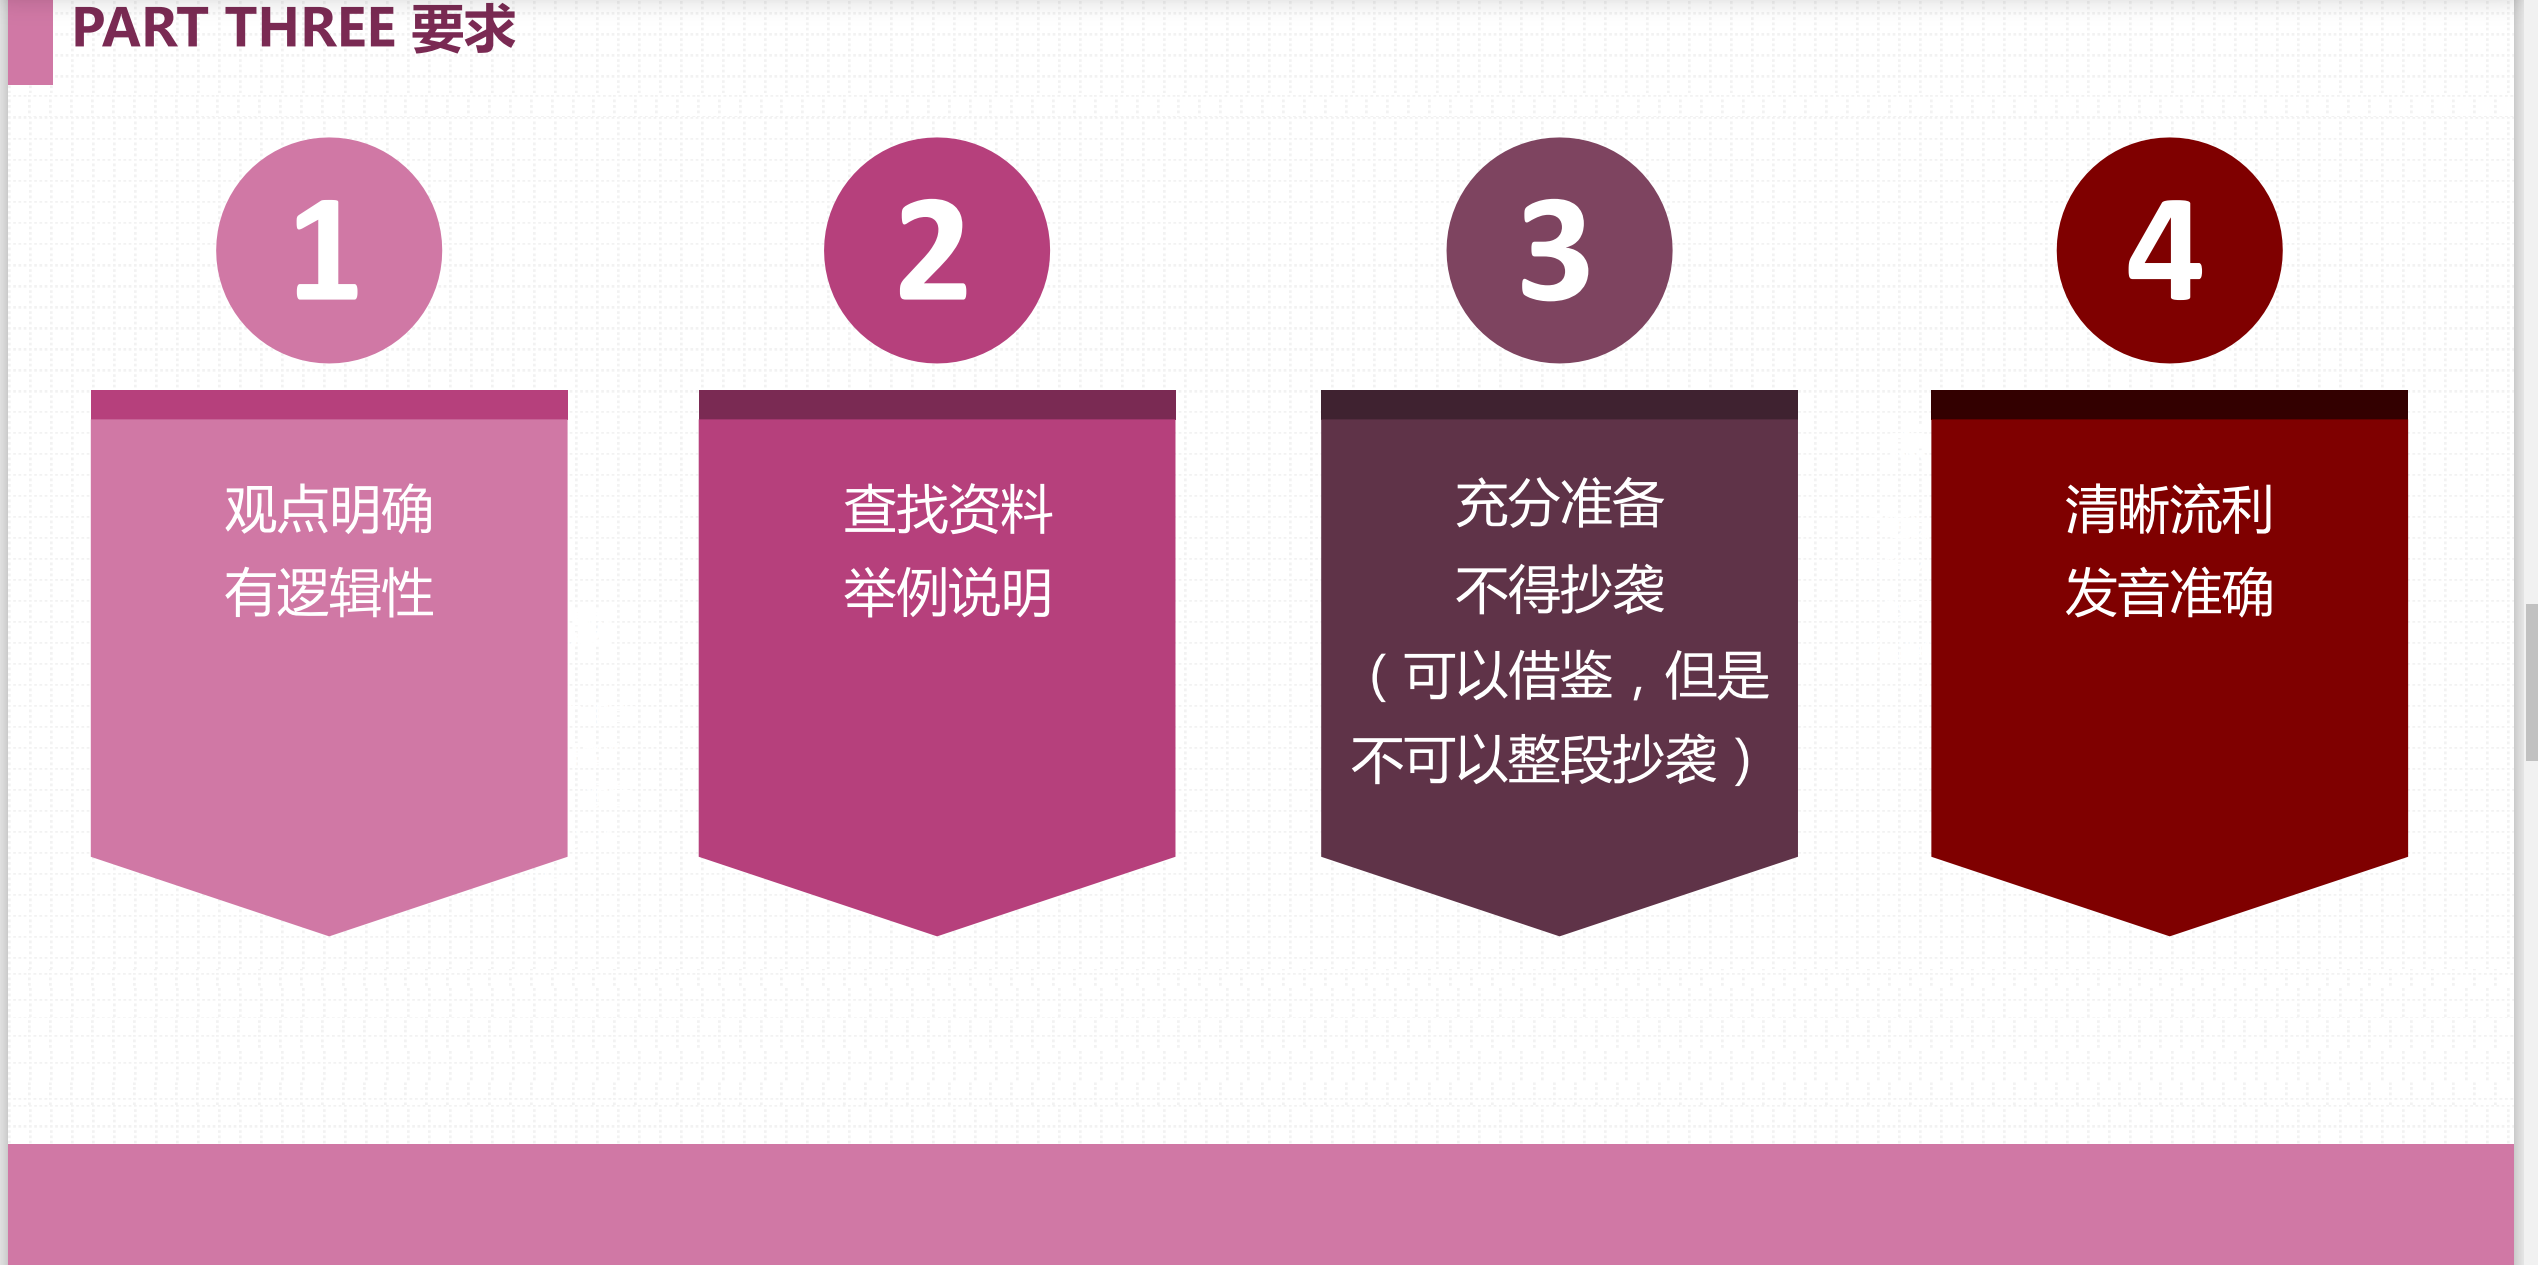 PART THREE 要求
1
观点明确
有逻辑性
2
查找资料
举例说明
3
充分准备
不得抄袭
（可以借鉴，但是
不可以整段抄袭）
4
清晰流利
发音准确